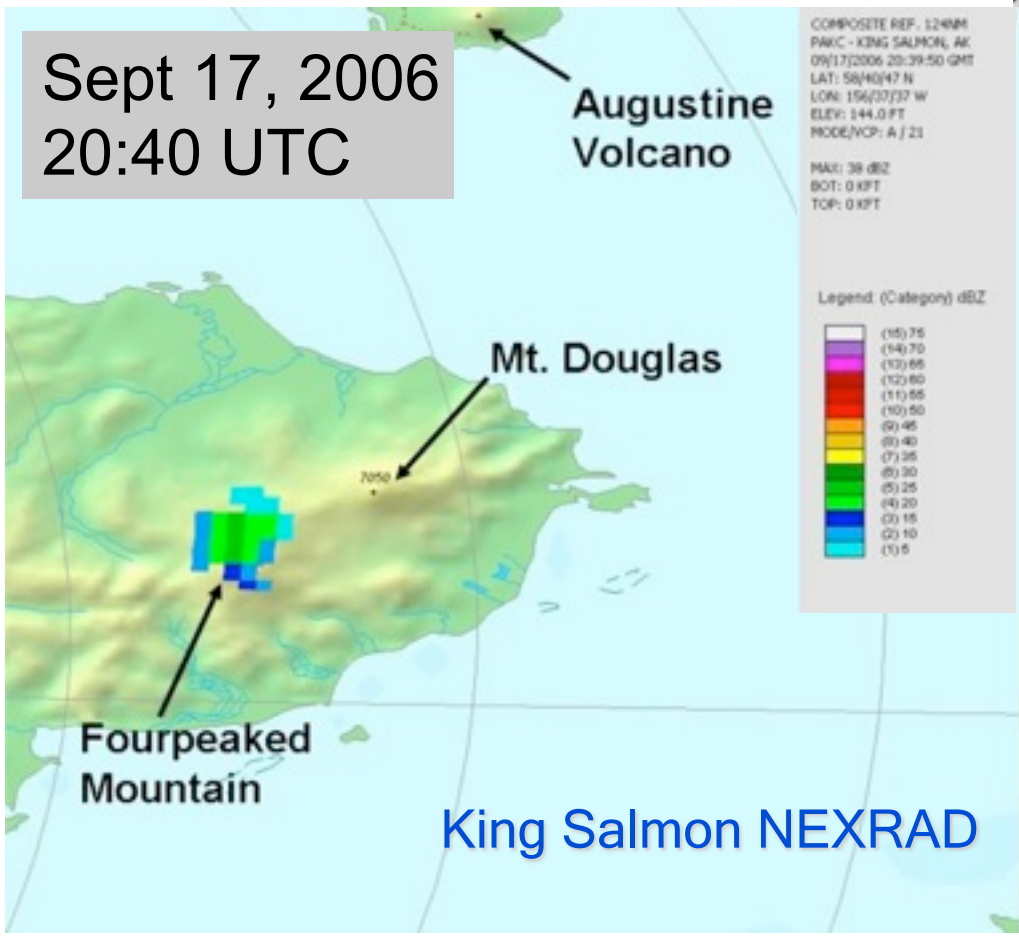 Sept 17, 2006
20:40 UTC
Augustine
Volcano
COMPOSITE REF. 124NM
PAKC - KING SALMON, AK
09/17/2006 20:39:50 GMT
LAT: 58/40/47 N
LON: 156/37/37 W
ELEV: 144.0 FT
MODE/VCP: A / 21
MAX: 38 dBZ
BOT: 0 KFT
TOP: 0 KFT
Legend: (Category) dBZ
(15) 75
(14) 70
(13) 65
(12) 60
(11) 55
(10) 50
(9) 45
(8) 40
(7) 35
(6) 30
(5) 25
(4) 20
(3) 15
(2) 10
(1) 5
Mt. Douglas
7050
Fourpeaked
Mountain
King Salmon NEXRAD